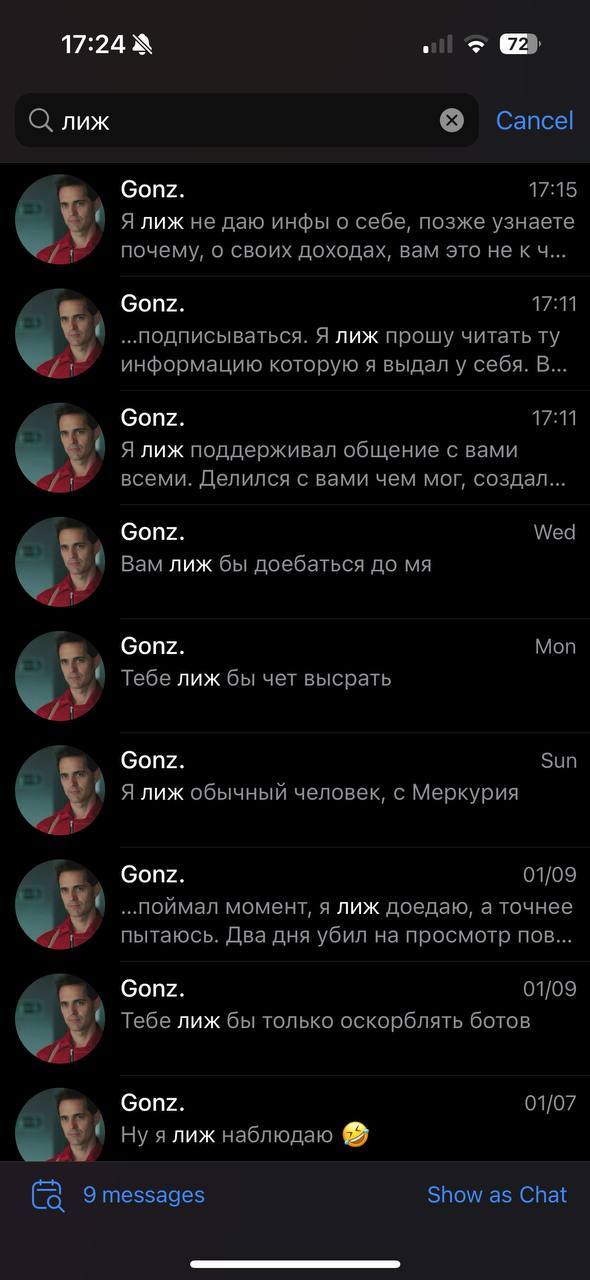 17:24
72
лиж
Cancel
Gonz.
17:15
Я лиж не даю инфы о себе, позже узнаете
почему, о своих доходах, вам это не к ч...
Gonz.
17:11
...подписываться. Я лиж прошу читать ту
информацию которую я выдал у себя. В...
Gonz.
17:11
Я лиж поддерживал общение с вами
всеми. Делился с вами чем мог, создал...
Gonz.
Wed
Вам лиж бы доебаться до мя
Gonz.
Mon
Тебе лиж бы чет высрать
Gonz.
Sun
Я лиж обычный человек, с Меркурия
Gonz.
01/09
...поймал момент, я лиж доедаю, а точнее
пытаюсь. Два дня убил на просмотр пов...
Gonz.
01/09
Тебе лиж бы только оскорблять ботов
Gonz.
01/07
Ну я лиж наблюдаю 🤣
9 messages
Show as Chat